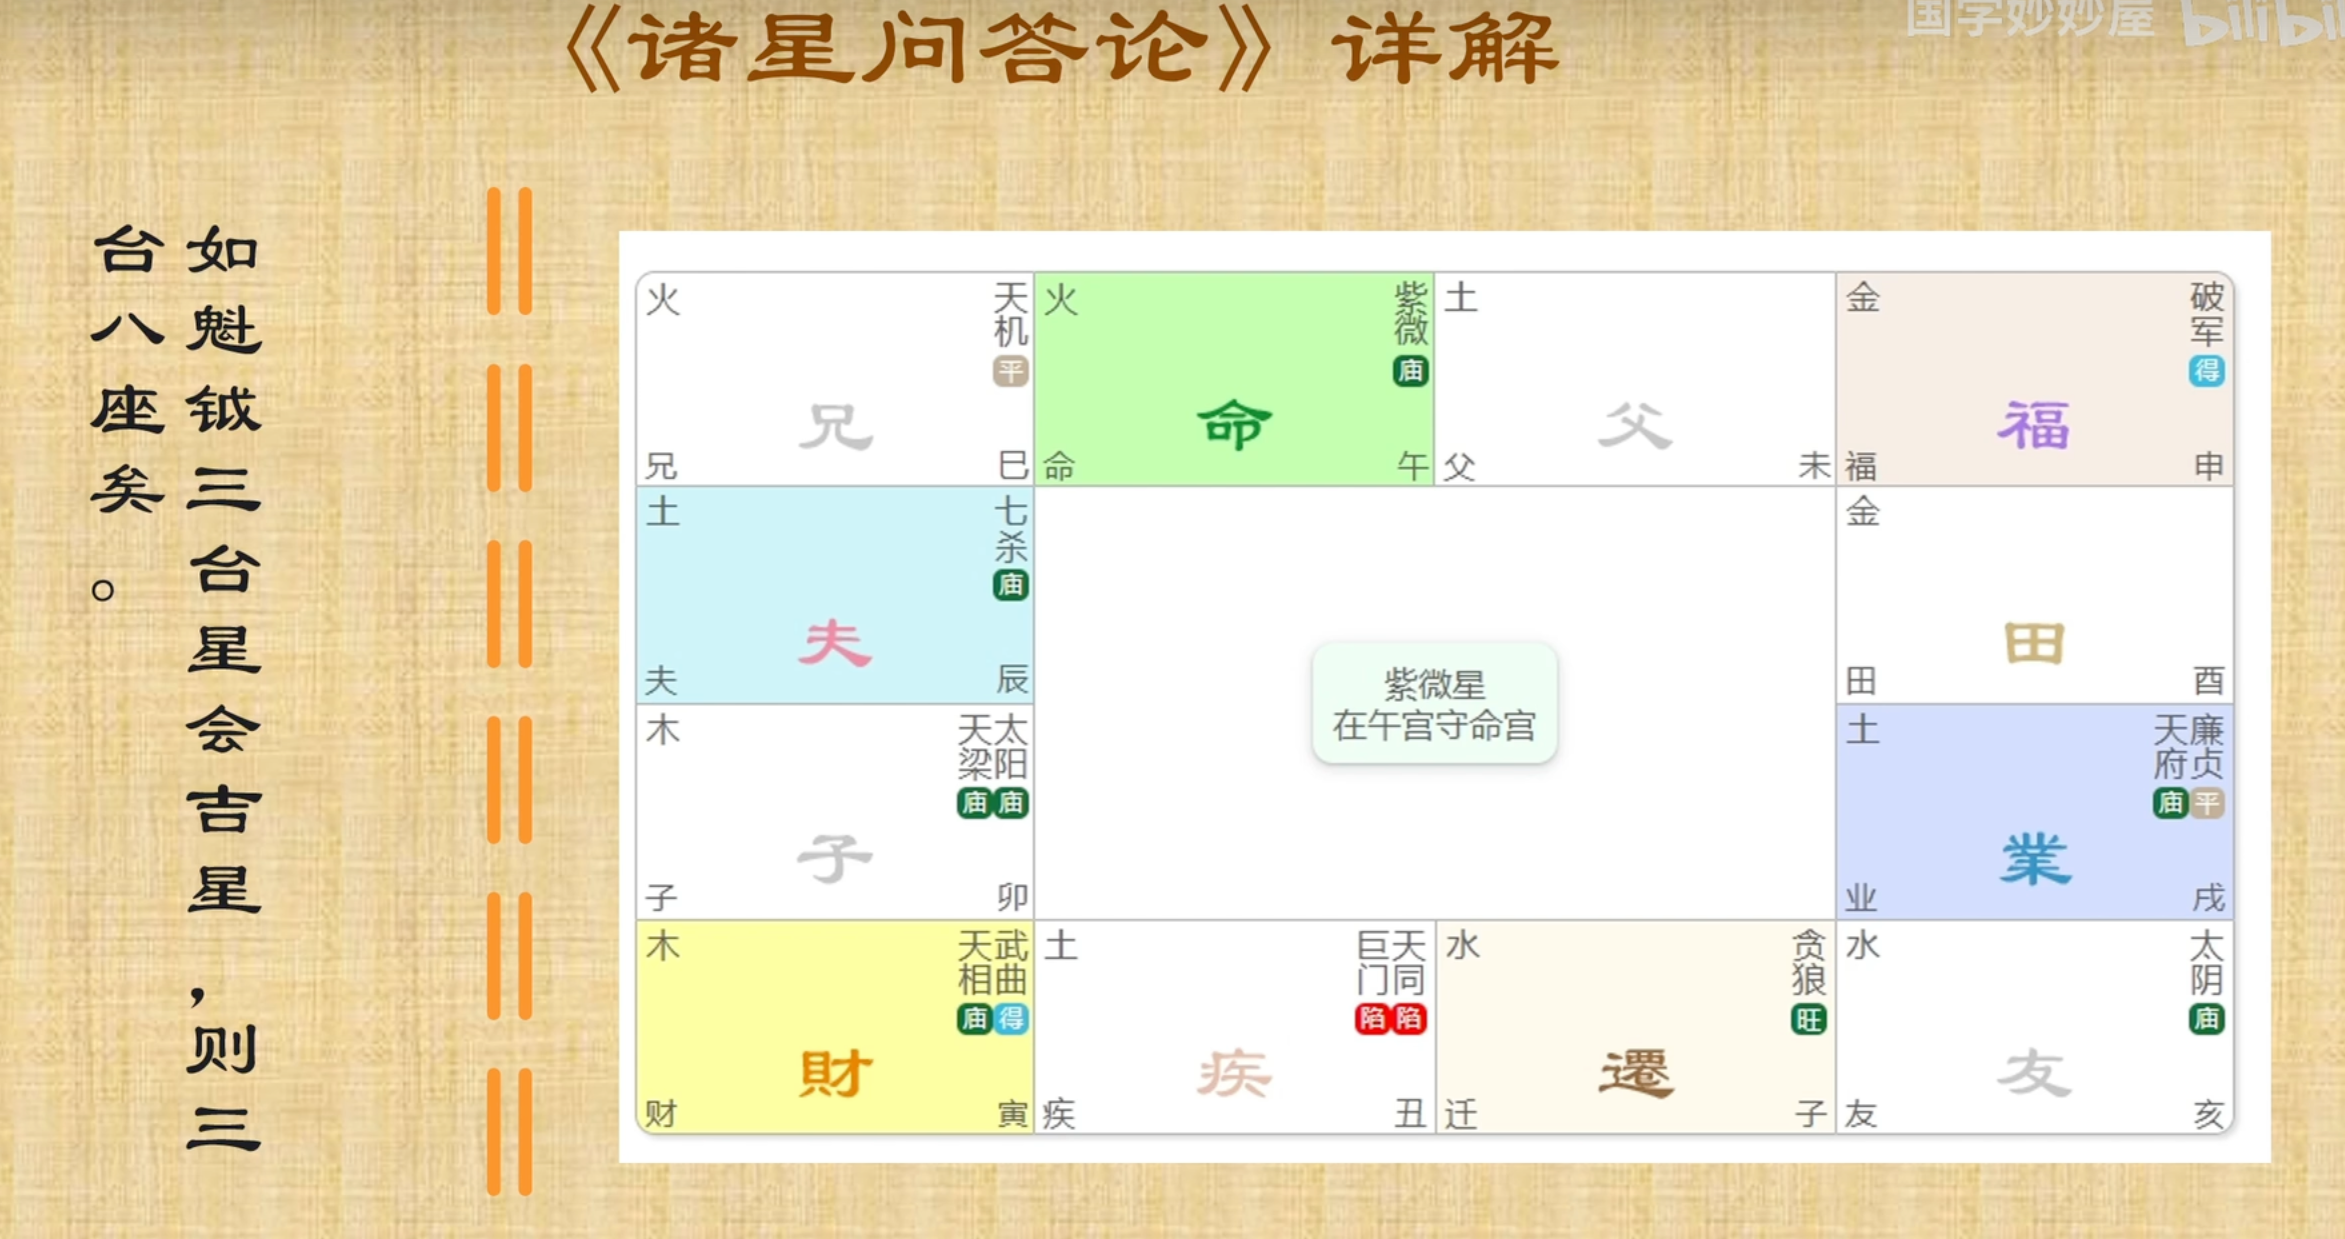 《诸星问答论》详解
国学妙妙屋 bilibili
如魁钺三台星会吉星，则三
台八座矣。
火 天机 平
兄
兄 巳
火 紫微 庙
命
命 午
土
父
父 未
金 破军 得
福
福 申
土 七杀 庙
夫
夫 辰
金
田
田 酉
木 天梁 太阳 庙 庙
子
子 卯
紫微星
在午宫守命宫
土 天府 廉贞 庙 平
業
业 戌
木 天相 武曲 庙 得
財
财 寅
土 巨门 天同 陷 陷
疾
疾 丑
水 贪狼 旺
遷
迁 子
水 太阴 庙
友
友 亥